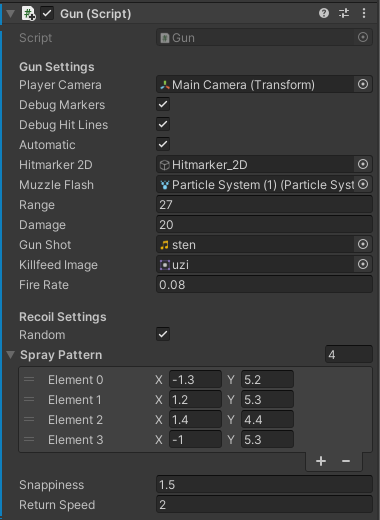 Gun (Script)
Script Gun
Gun Settings
Player Camera Main Camera (Transform)
Debug Markers
Debug Hit Lines
Automatic
Hitmarker 2D Hitmarker_2D
Muzzle Flash Particle System (1) (Particle Syst
Range 27
Damage 20
Gun Shot sten
Killfeed Image uzi
Fire Rate 0.08
Recoil Settings
Random
Spray Pattern 4
Element 0 X -1.3 Y 5.2
Element 1 X 1.2 Y 5.3
Element 2 X 1.4 Y 4.4
Element 3 X -1 Y 5.3
+ -
Snappiness 1.5
Return Speed 2